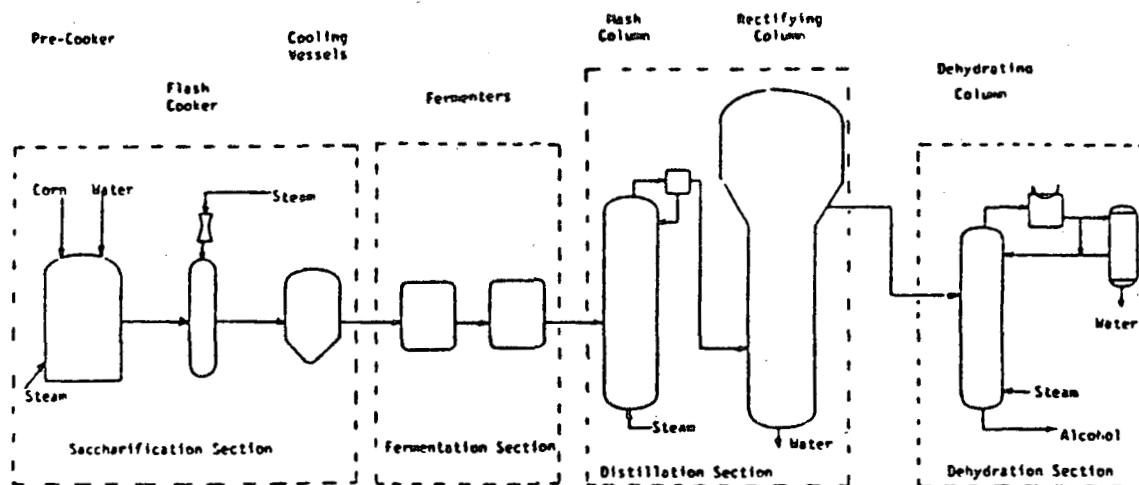 Mash
Column
Rectifying
Column
Pre-Cooker
Cooling
Vessels
Dehydrating
Column
Flash
Cooker
Fermenters
Corn
Water
Steam
Steam
Steam
Water
Steam
Water
Steam
Alcohol
Saccharification Section
Fermentation Section
Distillation Section
Dehydration Section